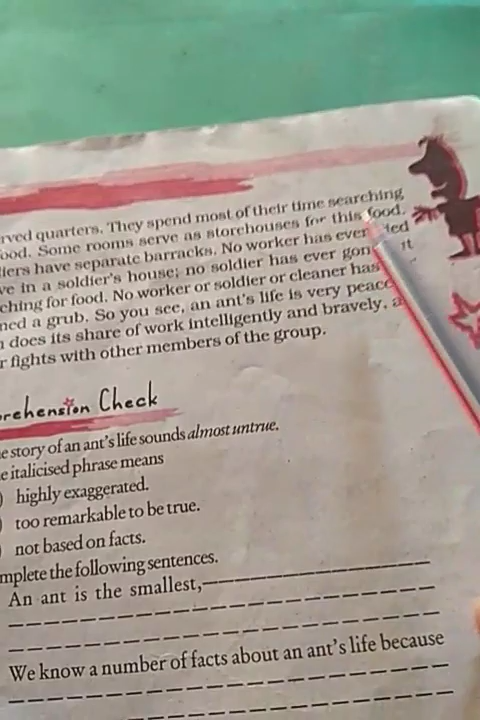 rved quarters. They spend most of their time searching
ood. Some rooms serve as storehouses for this food.
iers have separate barracks. No worker has ever
ve in a soldier's house; no soldier has ever gon it
ching for food. No worker or soldier or cleaner has
ned a grub. So you see, an ant's life is very peace
does its share of work intelligently and bravely, a
r fights with other members of the group.
rehension Check
e story of an ant's life sounds almost untrue.
e italicised phrase means
) highly exaggerated.
) too remarkable to be true.
) not based on facts.
mplete the following sentences.
An ant is the smallest,
We know a number of facts about an ant's life because